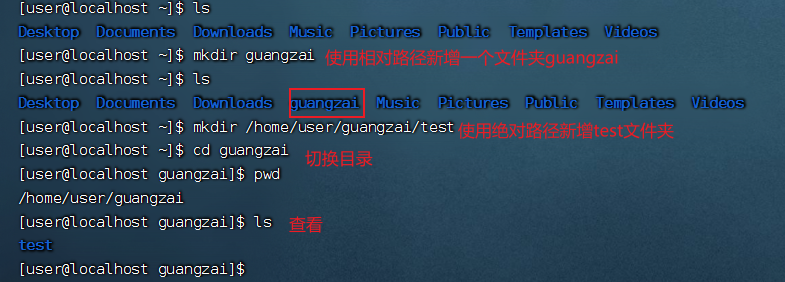 [user@localhost ~]$ ls
Desktop Documents Downloads Music Pictures Public Templates Videos
[user@localhost ~]$ mkdir guangzai 使用相对路径新增一个文件夹guangzai
[user@localhost ~]$ ls
Desktop Documents Downloads guangzai Music Pictures Public Templates Videos
[user@localhost ~]$ mkdir /home/user/guangzai/test 使用绝对路径新增test文件夹
[user@localhost ~]$ cd guangzai 切换目录
[user@localhost guangzai]$ pwd
/home/user/guangzai
[user@localhost guangzai]$ ls 查看
test
[user@localhost guangzai]$